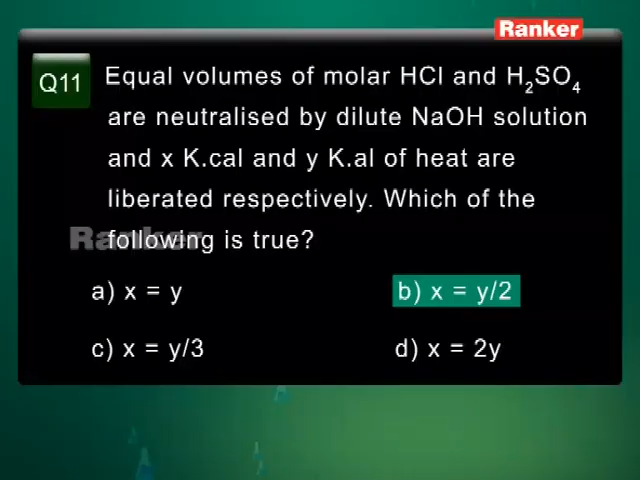 Ranker
Q11
Equal volumes of molar HCl and H₂SO₄
are neutralised by dilute NaOH solution
and x K.cal and y K.al of heat are
liberated respectively. Which of the
Ranker
following is true?
a) x = y
b) x = y/2
c) x = y/3
d) x = 2y